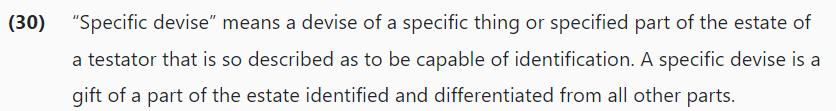 (30) “Specific devise” means a devise of a specific thing or specified part of the estate of
a testator that is so described as to be capable of identification. A specific devise is a
gift of a part of the estate identified and differentiated from all other parts.